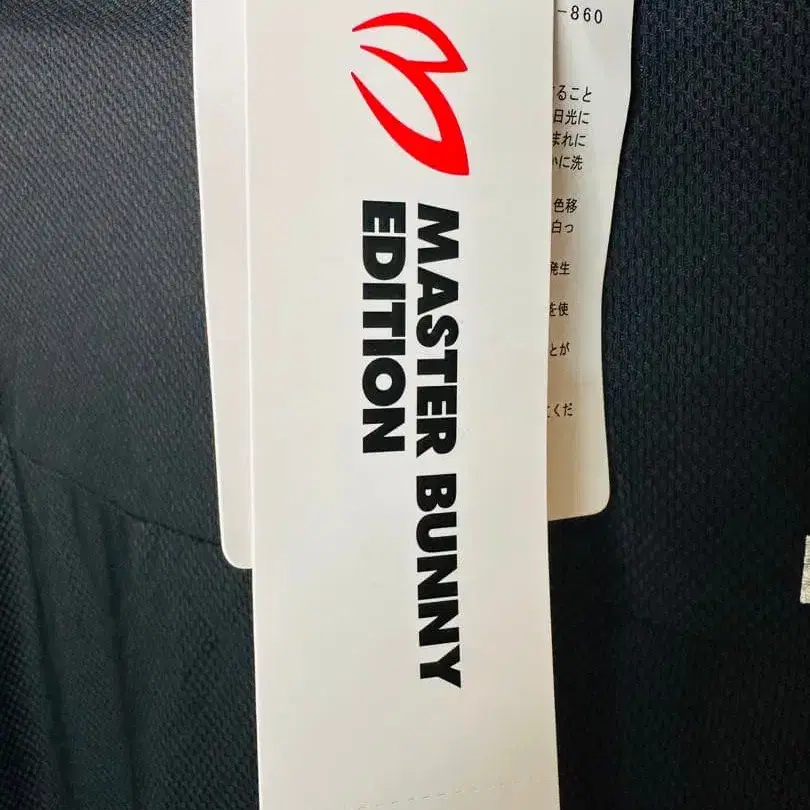 MASTER BUNNY
EDITION
-860
ること
日光に
まれに
かに洗
色移
白っ
発生
を使
とが
くだ